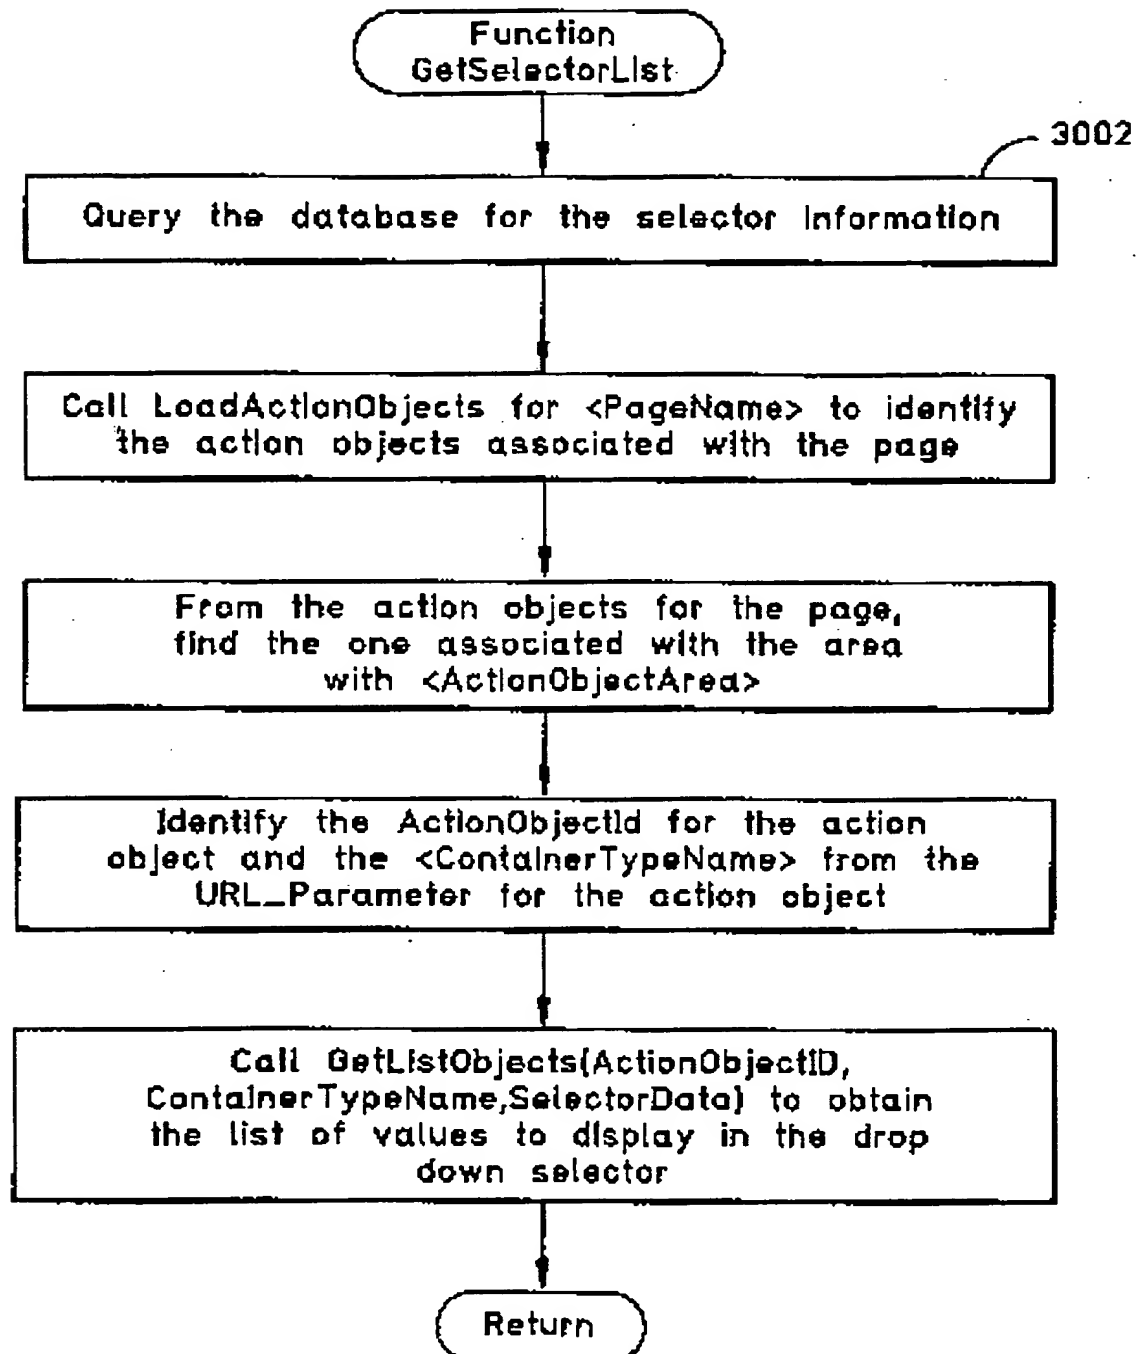 Function
GetSelectorList
3002
Query the database for the selector information
Call LoadActionObjects for <PageName> to identify
the action objects associated with the page
From the action objects for the page,
find the one associated with the area
with <ActionObjectArea>
Identify the ActionObjectId for the action
object and the <ContainerTypeName> from the
URL_Parameter for the action object
Call GetListObjects(ActionObjectID,
ContainerTypeName,SelectorData) to obtain
the list of values to display in the drop
down selector
Return